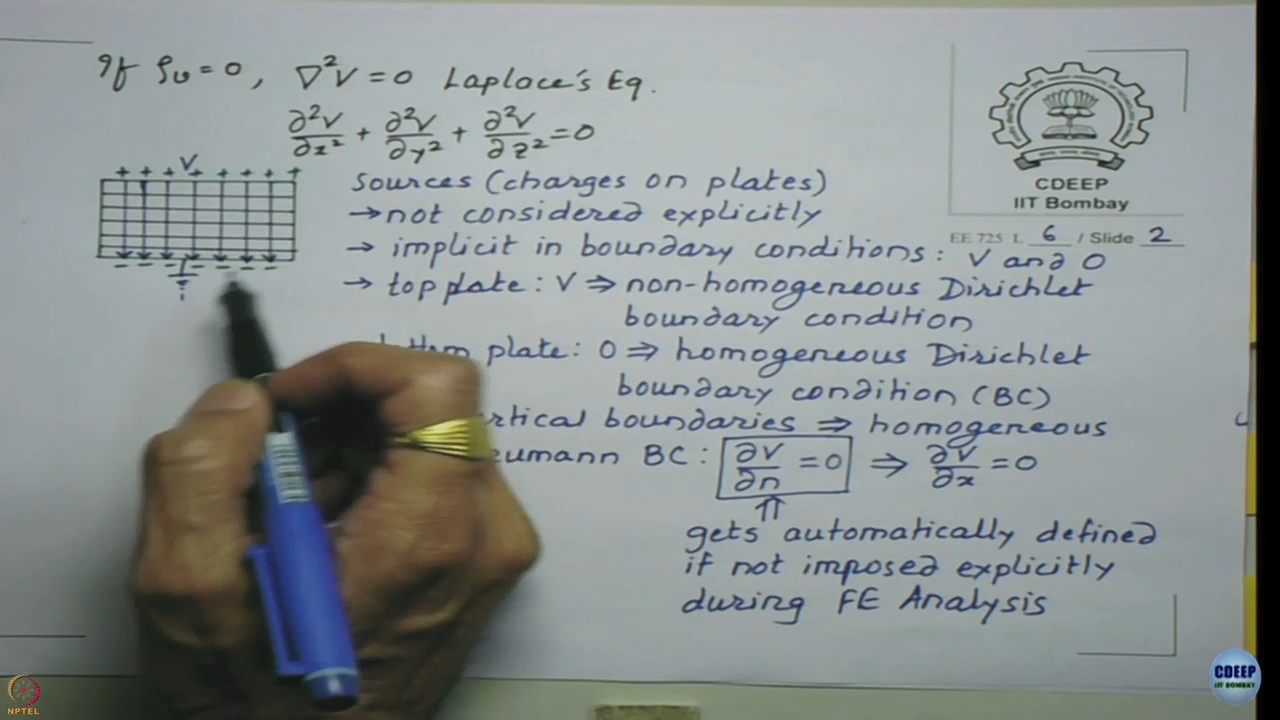 If ρv = 0, ∇²V = 0 Laplace's Eq.
∂²V/∂x² + ∂²V/∂y² + ∂²V/∂z² = 0
V
+ + + + + + + +
- - - - - - -
Sources (charges on plates)
→ not considered explicitly
→ implicit in boundary conditions: V and 0
→ top plate: V ⇒ non-homogeneous Dirichlet
boundary condition
plate: 0 ⇒ homogeneous Dirichlet
boundary condition (BC)
boundaries ⇒ homogeneous
BC: ∂V/∂n = 0 ⇒ ∂V/∂x = 0
⇑
gets automatically defined
if not imposed explicitly
during FE Analysis
CDEEP
IIT Bombay
EE 725 L 6 / Slide 2
NPTEL
CDEEP
IIT BOMBAY